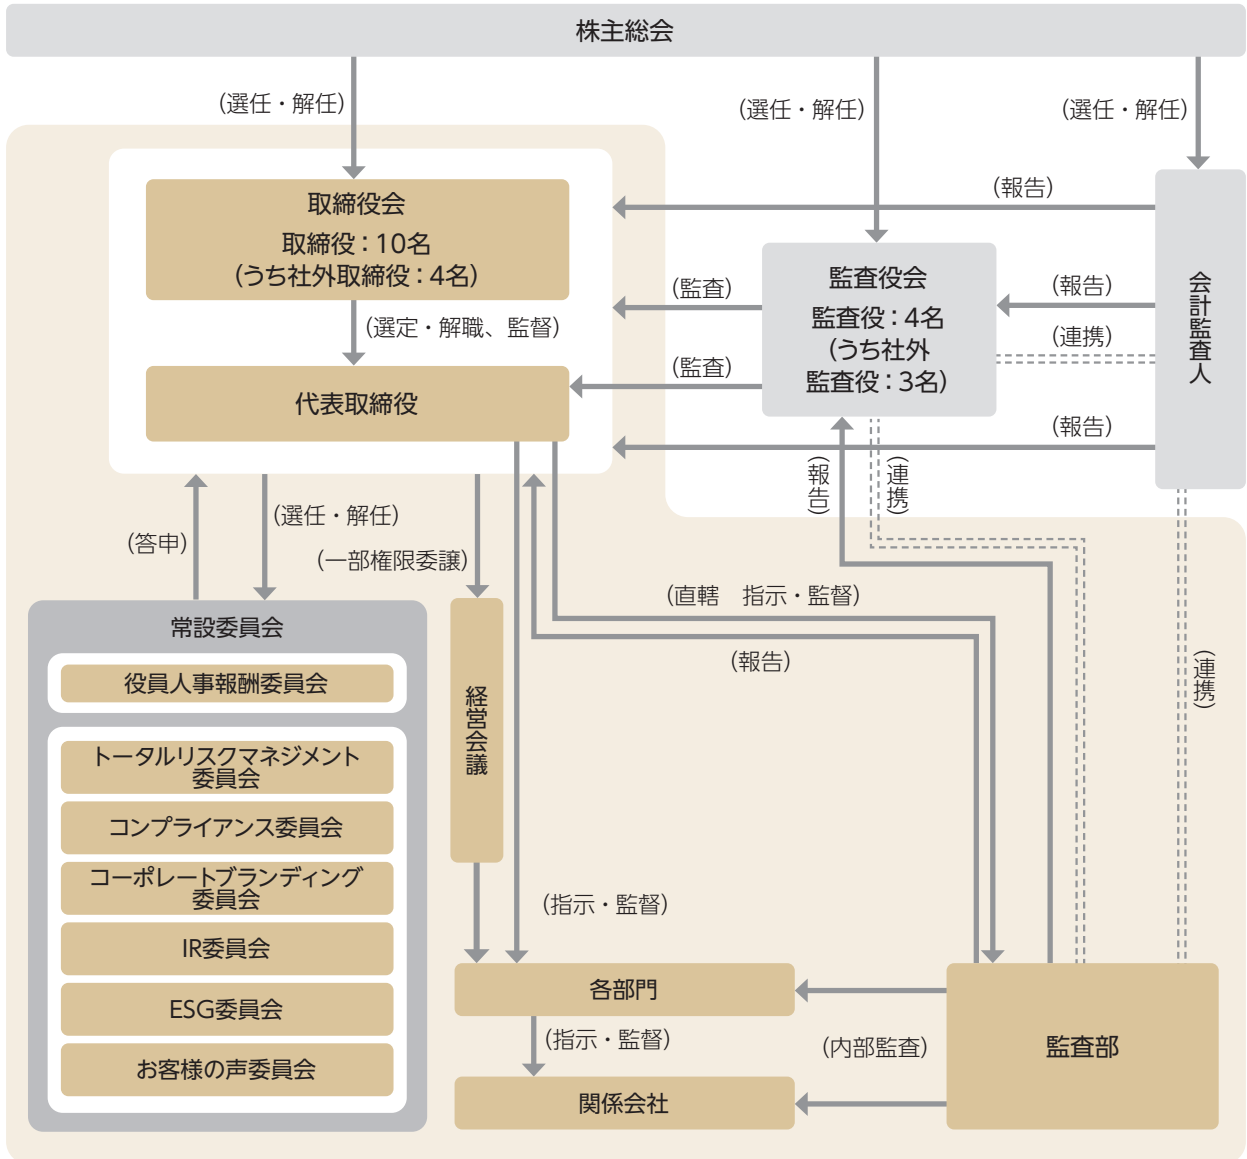 株主総会
(選任・解任)
(選任・解任)
(選任・解任)
取締役会
取締役：10名
(うち社外取締役：4名)
(選定・解職、監督)
代表取締役
(報告)
(監査)
(監査)
監査役会
監査役：4名
(うち社外
監査役：3名)
(報告)
(連携)
(報告)
会計監査人
(報告)
(連携)
(答申)
(選任・解任)
(一部権限委譲)
(直轄　指示・監督)
(報告)
(連携)
常設委員会
役員人事報酬委員会
トータルリスクマネジメント
委員会
コンプライアンス委員会
コーポレートブランディング
委員会
IR委員会
ESG委員会
お客様の声委員会
経営会議
(指示・監督)
各部門
(指示・監督)
関係会社
(内部監査)
監査部